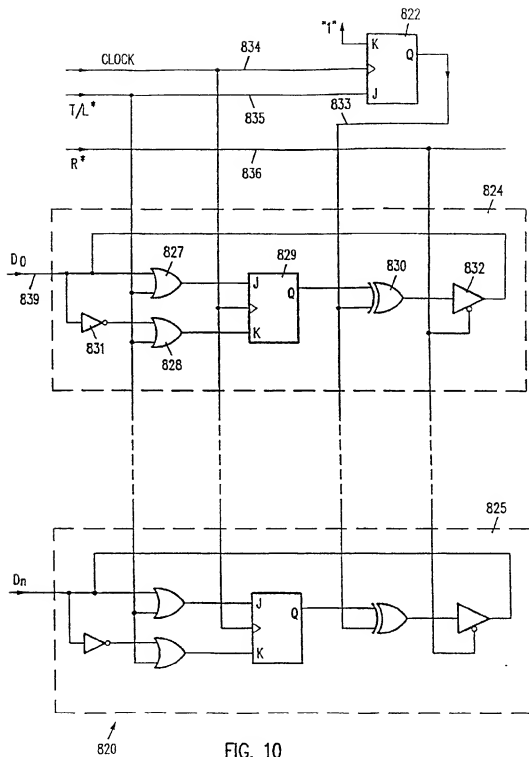 "1"
822
K
Q
CLOCK
834
T/L*
835
J
833
R*
836
824
D0
839
827
J
829
Q
830
832
831
828
K
825
Dn
J
Q
K
820
FIG. 10